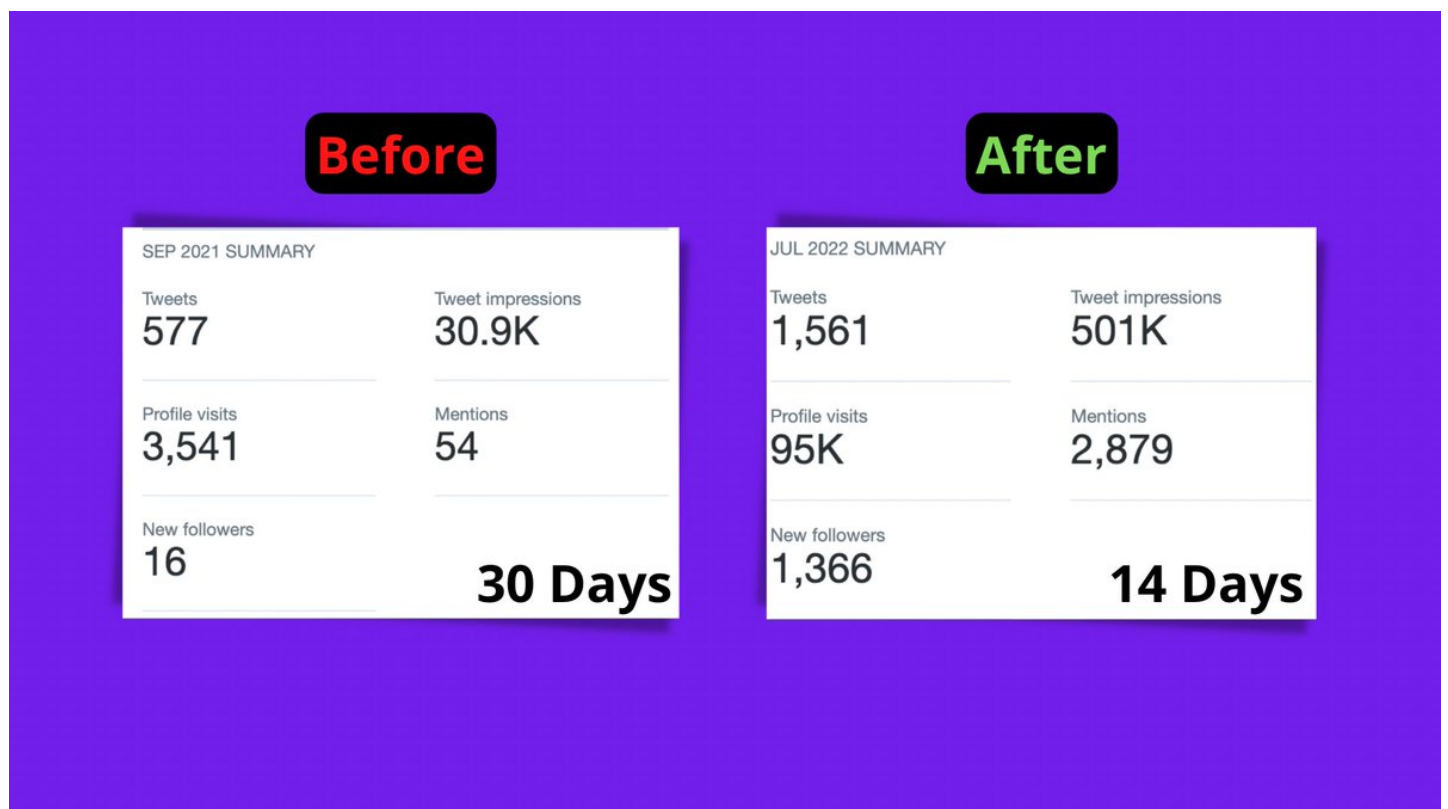 Before
SEP 2021 SUMMARY
Tweets
577
Tweet impressions
30.9K
Profile visits
3,541
Mentions
54
New followers
16
30 Days
After
JUL 2022 SUMMARY
Tweets
1,561
Tweet impressions
501K
Profile visits
95K
Mentions
2,879
New followers
1,366
14 Days